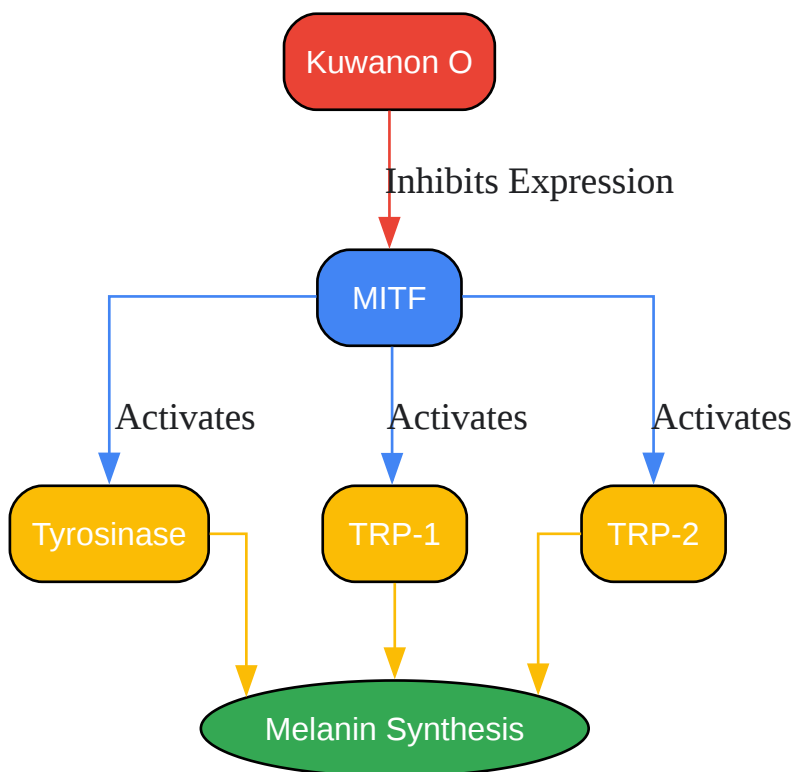 Kuwanon O
Inhibits Expression
MITF
Activates
Activates
Activates
Tyrosinase
TRP-1
TRP-2
Melanin Synthesis